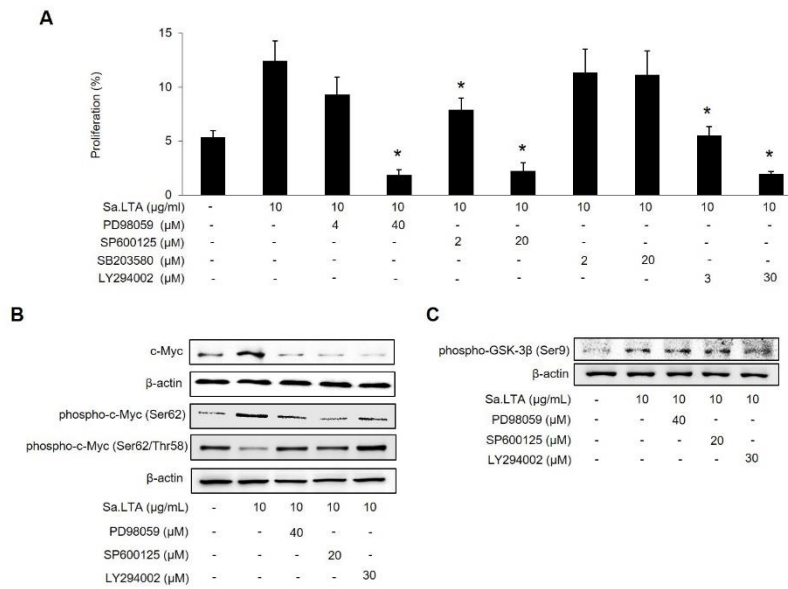 A
Proliferation (%)
15
10
5
0
* * * * *
Sa.LTA (µg/ml) - 10 10 10 10 10 10 10 10 10
PD98059 (µM) - - 4 40 - - - - - -
SP600125 (µM) - - - - 2 20 - - - -
SB203580 (µM) - - - - - - 2 20 - -
LY294002 (µM) - - - - - - - - 3 30
B
c-Myc
β-actin
phospho-c-Myc (Ser62)
phospho-c-Myc (Ser62/Thr58)
β-actin
Sa.LTA (µg/mL) - 10 10 10 10
PD98059 (µM) - - 40 - -
SP600125 (µM) - - - 20 -
LY294002 (µM) - - - - 30
C
phospho-GSK-3β (Ser9)
β-actin
Sa.LTA (µg/mL) - 10 10 10 10
PD98059 (µM) - - 40 - -
SP600125 (µM) - - - 20 -
LY294002 (µM) - - - - 30